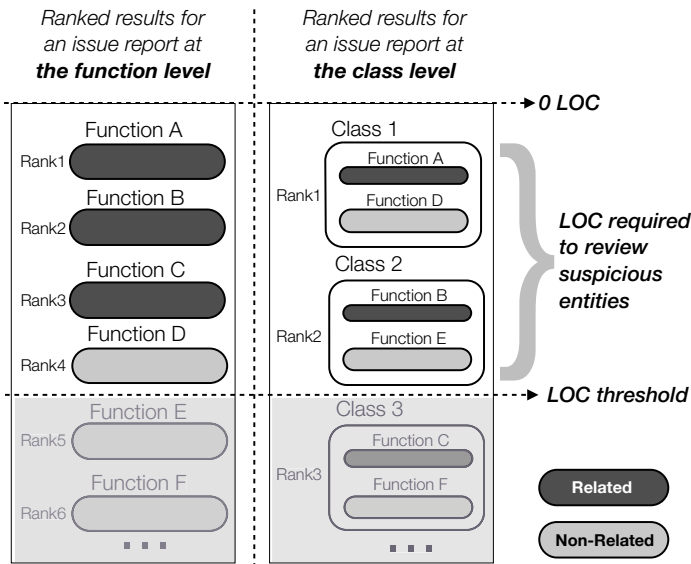 Ranked results for
an issue report at
the function level
Ranked results for
an issue report at
the class level
0 LOC
Function A
Rank1
Function B
Rank2
Function C
Rank3
Function D
Rank4
Function E
Rank5
Function F
Rank6
Class 1
Function A
Rank1
Function D
Class 2
Function B
Rank2
Function E
Class 3
Function C
Rank3
Function F
LOC required
to review
suspicious
entities
LOC threshold
Related
Non-Related